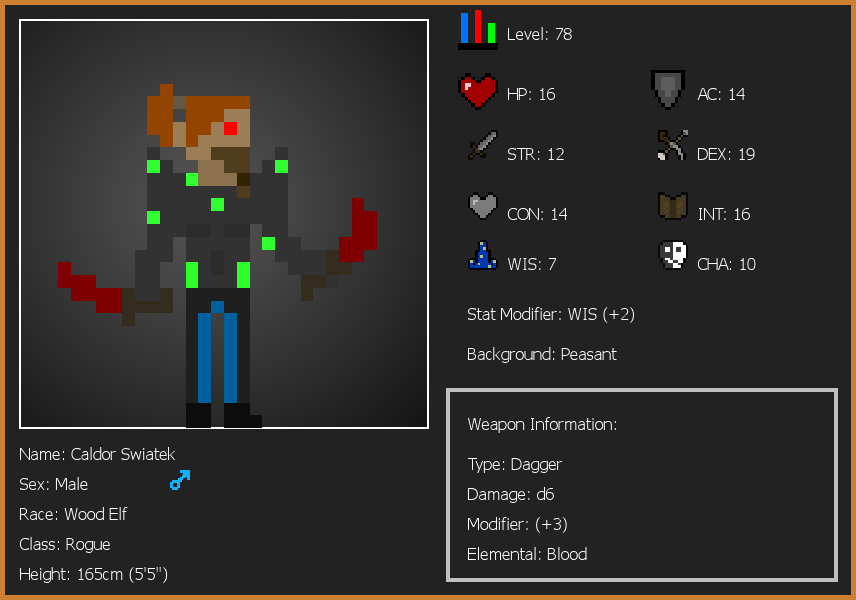 Level: 78
HP: 16
AC: 14
STR: 12
DEX: 19
CON: 14
INT: 16
WIS: 7
CHA: 10
Stat Modifier: WIS (+2)
Background: Peasant
Weapon Information:
Type: Dagger
Damage: d6
Modifier: (+3)
Elemental: Blood
Name: Caldor Swiatek
Sex: Male
Race: Wood Elf
Class: Rogue
Height: 165cm (5'5")